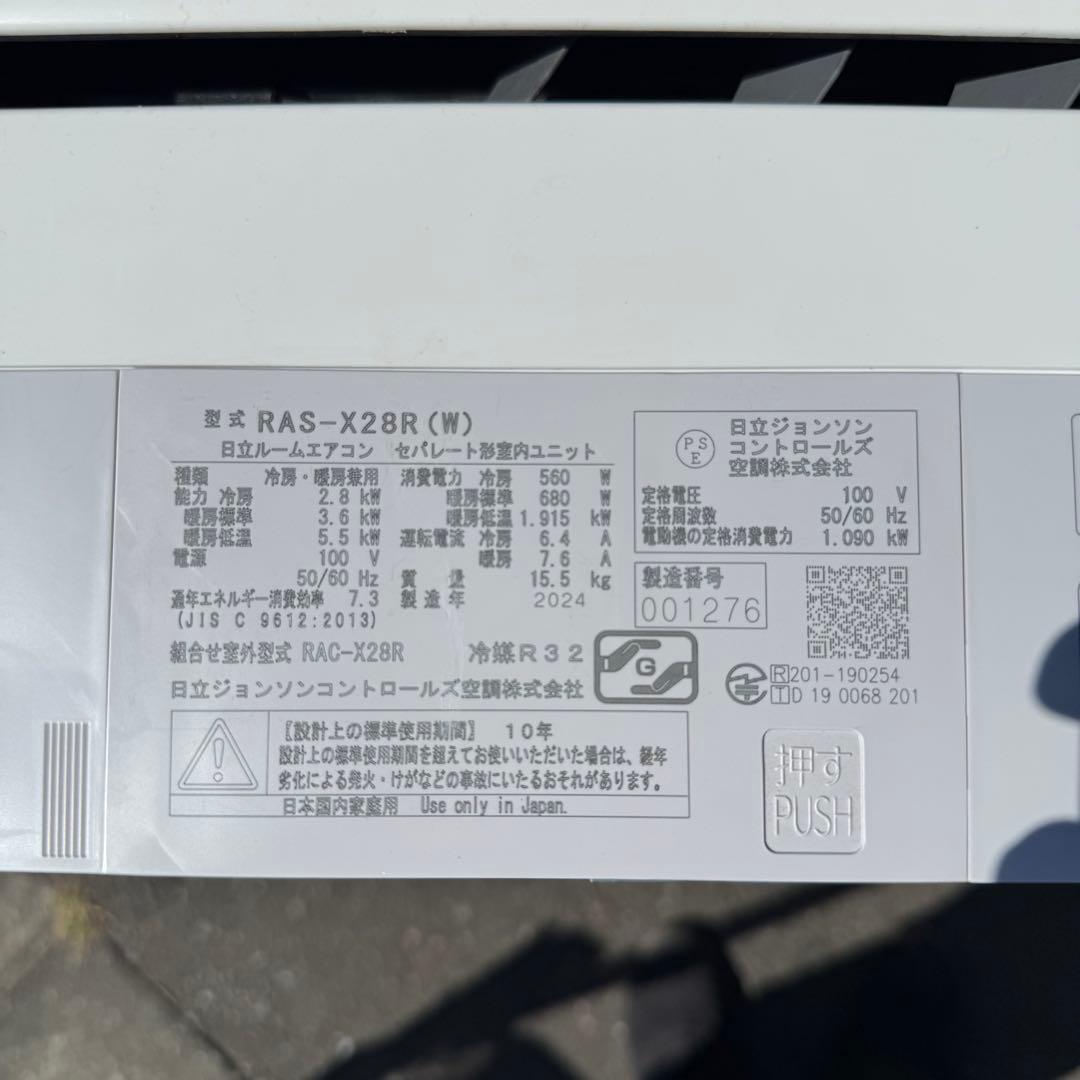 型式 RAS-X28R(W)
日立ルームエアコン セパレート形室内ユニット
種類 冷房・暖房兼用
能力 冷房 2.8 kW
暖房標準 3.6 kW
暖房低温 5.5 kW
電源 100 V
50/60 Hz
通年エネルギー消費効率 7.3
(JIS C 9612:2013)
消費電力 冷房 560 W
暖房標準 680 W
暖房低温 1.915 kW
運転電流 冷房 6.4 A
暖房 7.6 A
質量 15.5 kg
製造年 2024
組合せ室外型式 RAC-X28R
冷媒R32
G
日立ジョンソンコントロールズ空調株式会社
PSE
日立ジョンソン
コントロールズ
空調株式会社
定格電圧 100 V
定格周波数 50/60 Hz
電動機の定格消費電力 1.090 kW
製造番号
001276
R 201-190254
T D 19 0068 201
〖設計上の標準使用期間〗 10年
設計上の標準使用期間を超えてお使いいただいた場合は、経年
劣化による発火・けがなどの事故にいたるおそれがあります。
日本国内家庭用 Use only in Japan.
押す
PUSH